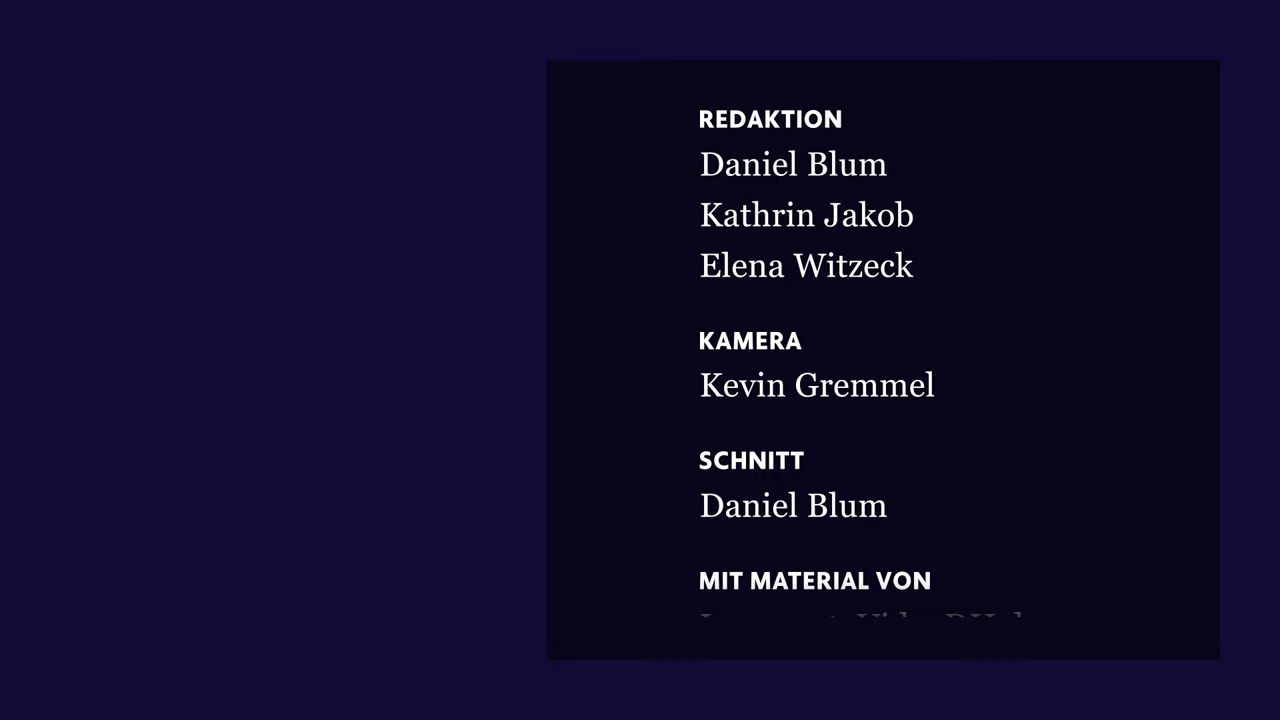 REDAKTION
Daniel Blum
Kathrin Jakob
Elena Witzeck
KAMERA
Kevin Gremmel
SCHNITT
Daniel Blum
MIT MATERIAL VON